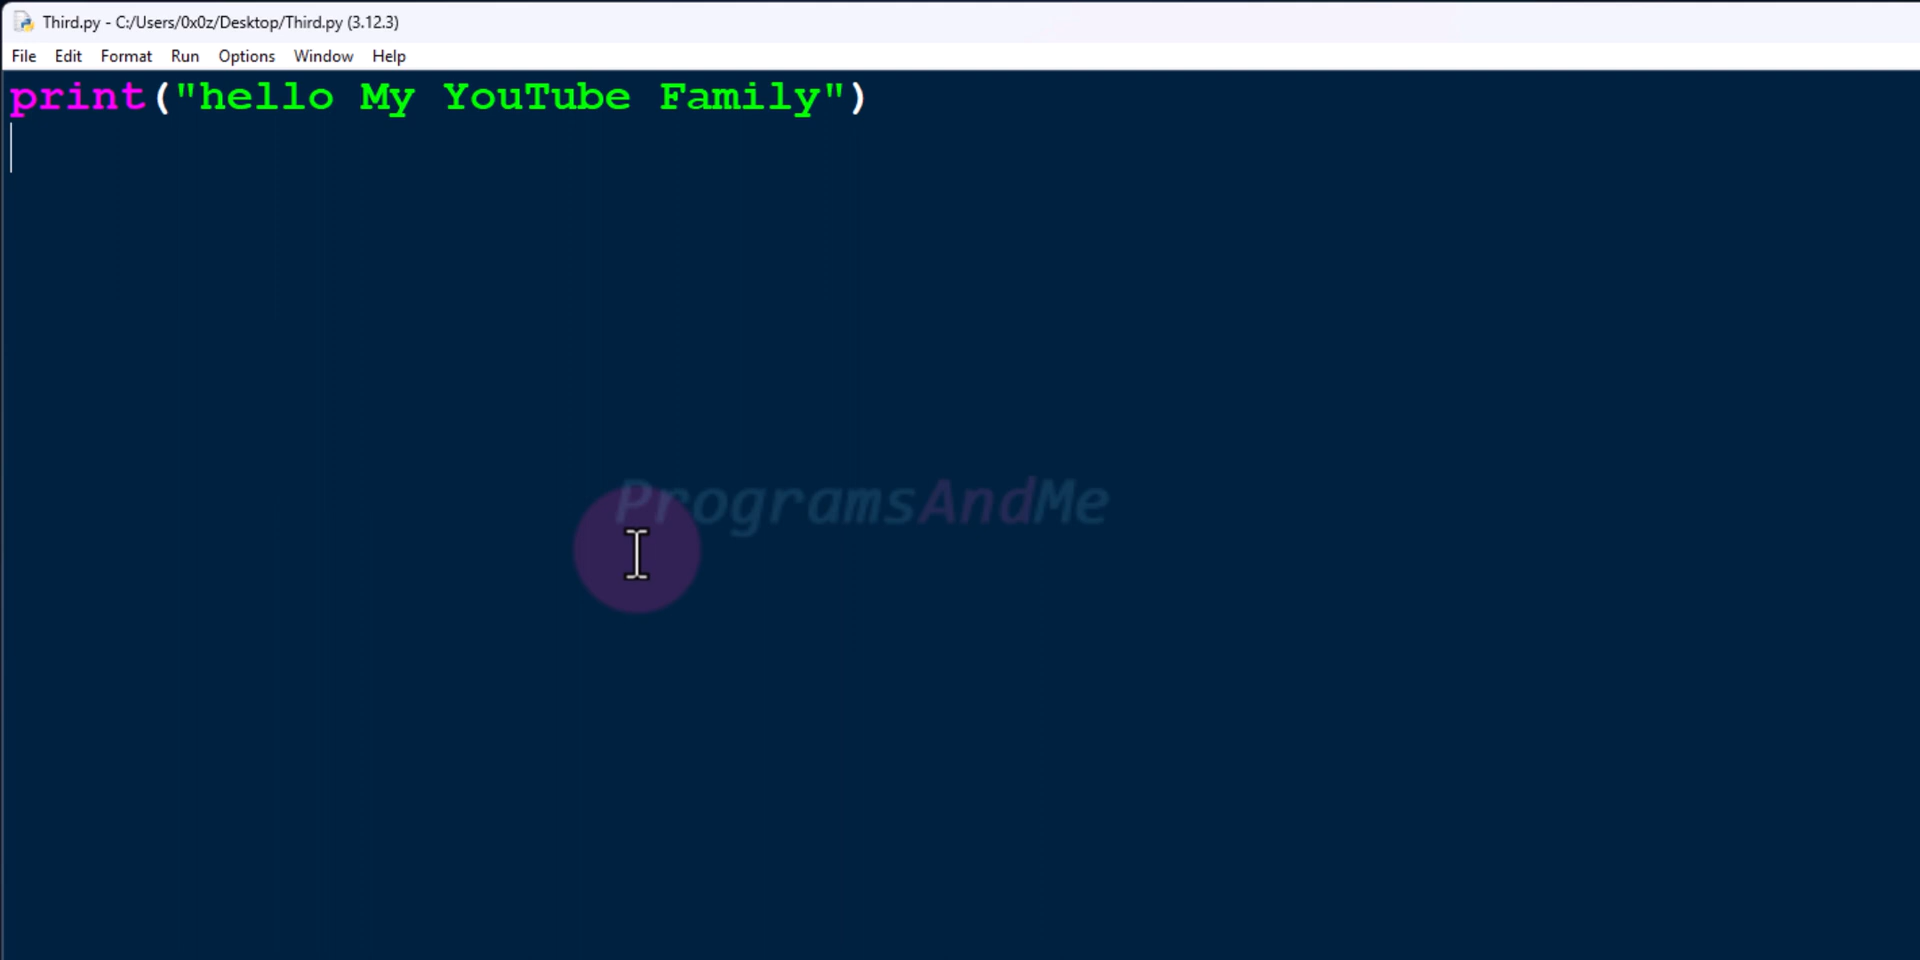 Third.py - C:/Users/0x0z/Desktop/Third.py (3.12.3)
File Edit Format Run Options Window Help
print("hello My YouTube Family")
ProgramsAndMe